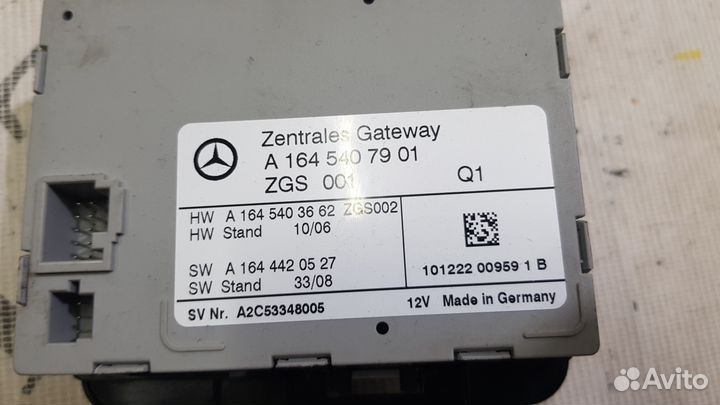 Zentrales Gateway
A 164 540 79 01
ZGS 001 Q1
HW A 164 540 36 62 ZGS002
HW Stand 10/06
SW A 164 442 05 27
SW Stand 33/08
101222 00959 1 B
SV Nr. A2C53348005 12V Made in Germany
Avito